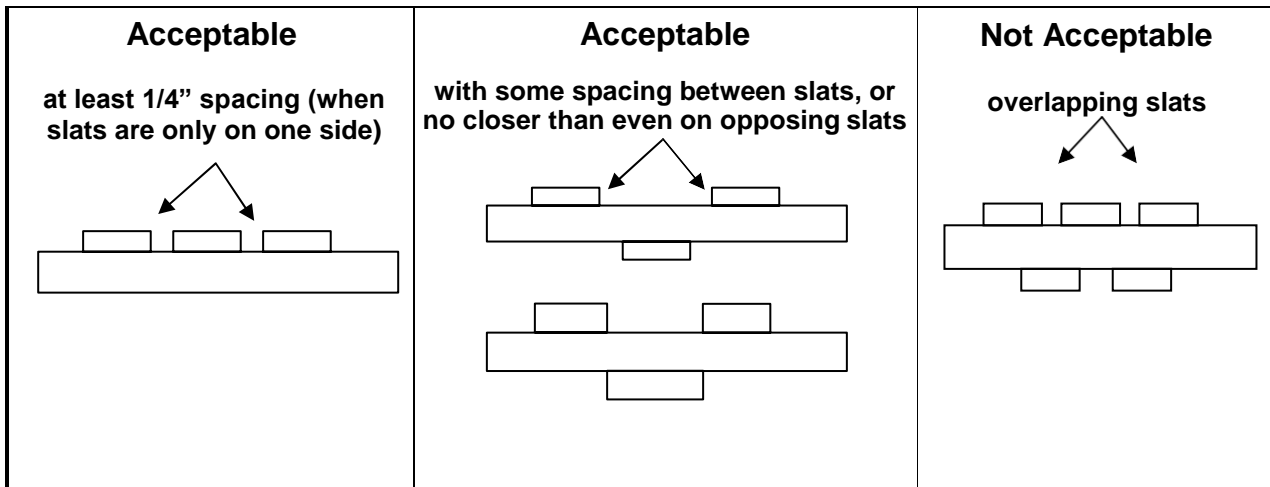 Acceptable
at least 1/4” spacing (when
slats are only on one side)
Acceptable
with some spacing between slats, or
no closer than even on opposing slats
Not Acceptable
overlapping slats